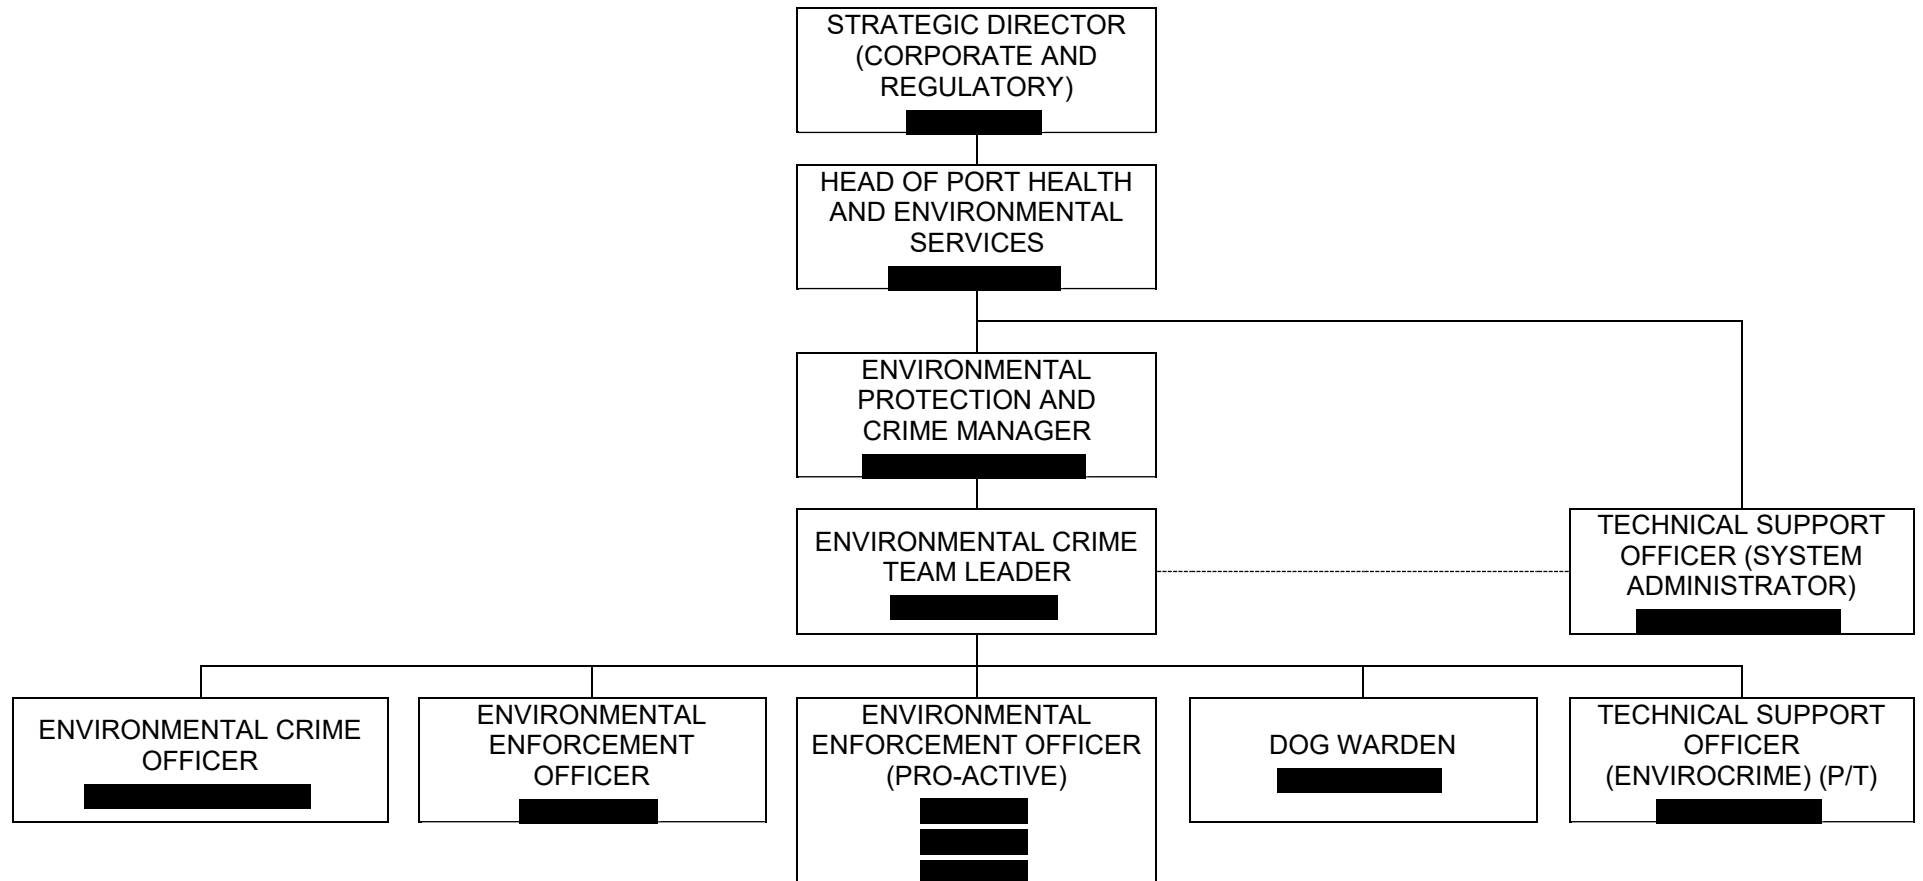 STRATEGIC DIRECTOR
(CORPORATE AND
REGULATORY)
HEAD OF PORT HEALTH
AND ENVIRONMENTAL
SERVICES
ENVIRONMENTAL
PROTECTION AND
CRIME MANAGER
ENVIRONMENTAL CRIME
TEAM LEADER
TECHNICAL SUPPORT
OFFICER (SYSTEM
ADMINISTRATOR)
ENVIRONMENTAL CRIME
OFFICER
ENVIRONMENTAL
ENFORCEMENT
OFFICER
ENVIRONMENTAL
ENFORCEMENT OFFICER
(PRO-ACTIVE)
DOG WARDEN
TECHNICAL SUPPORT
OFFICER
(ENVIROCRIME) (P/T)